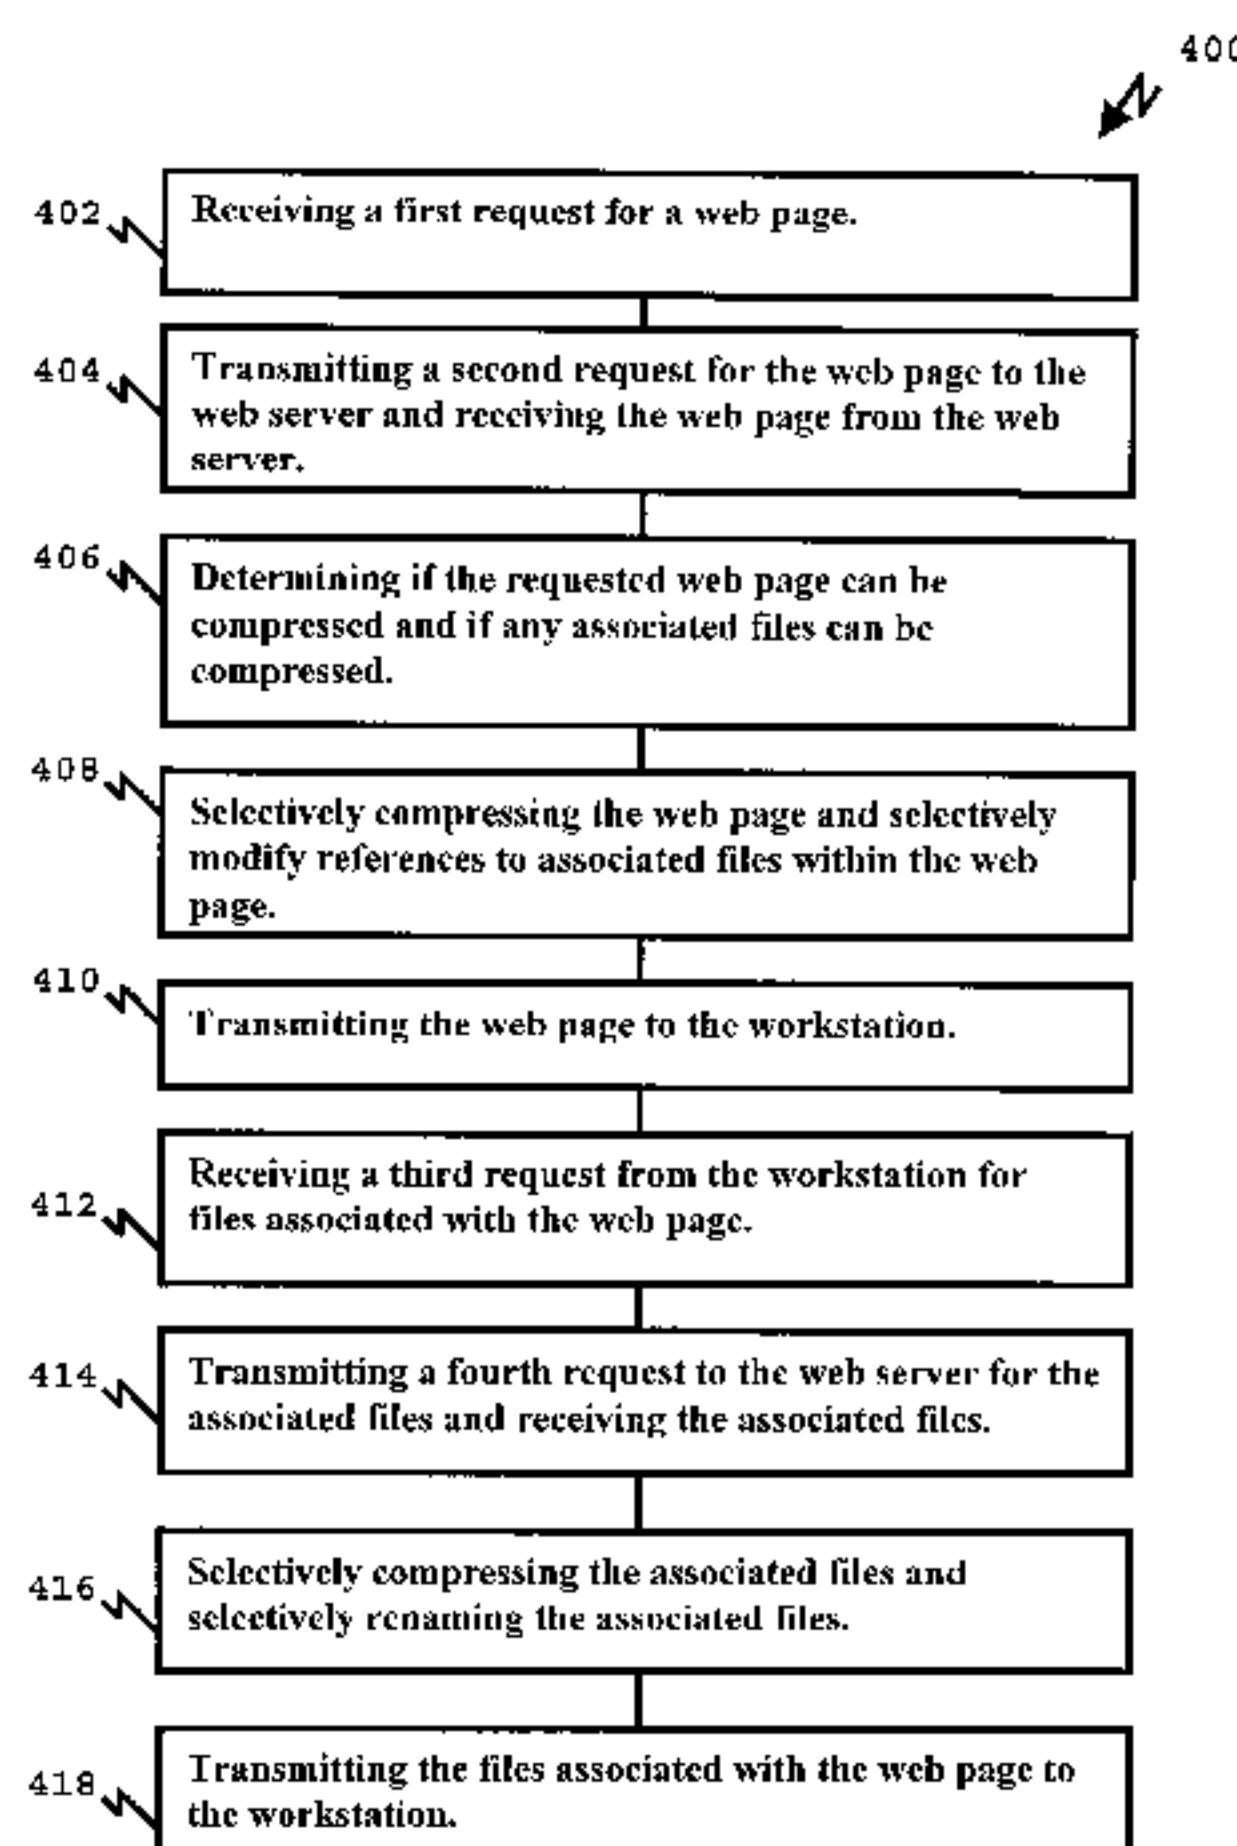 400
402
Receiving a first request for a web page.
404
Transmitting a second request for the web page to the
web server and receiving the web page from the web
server.
406
Determining if the requested web page can be
compressed and if any associated files can be
compressed.
408
Selectively compressing the web page and selectively
modify references to associated files within the web
page.
410
Transmitting the web page to the workstation.
412
Receiving a third request from the workstation for
files associated with the web page.
414
Transmitting a fourth request to the web server for the
associated files and receiving the associated files.
416
Selectively compressing the associated files and
selectively renaming the associated files.
418
Transmitting the files associated with the web page to
the workstation.